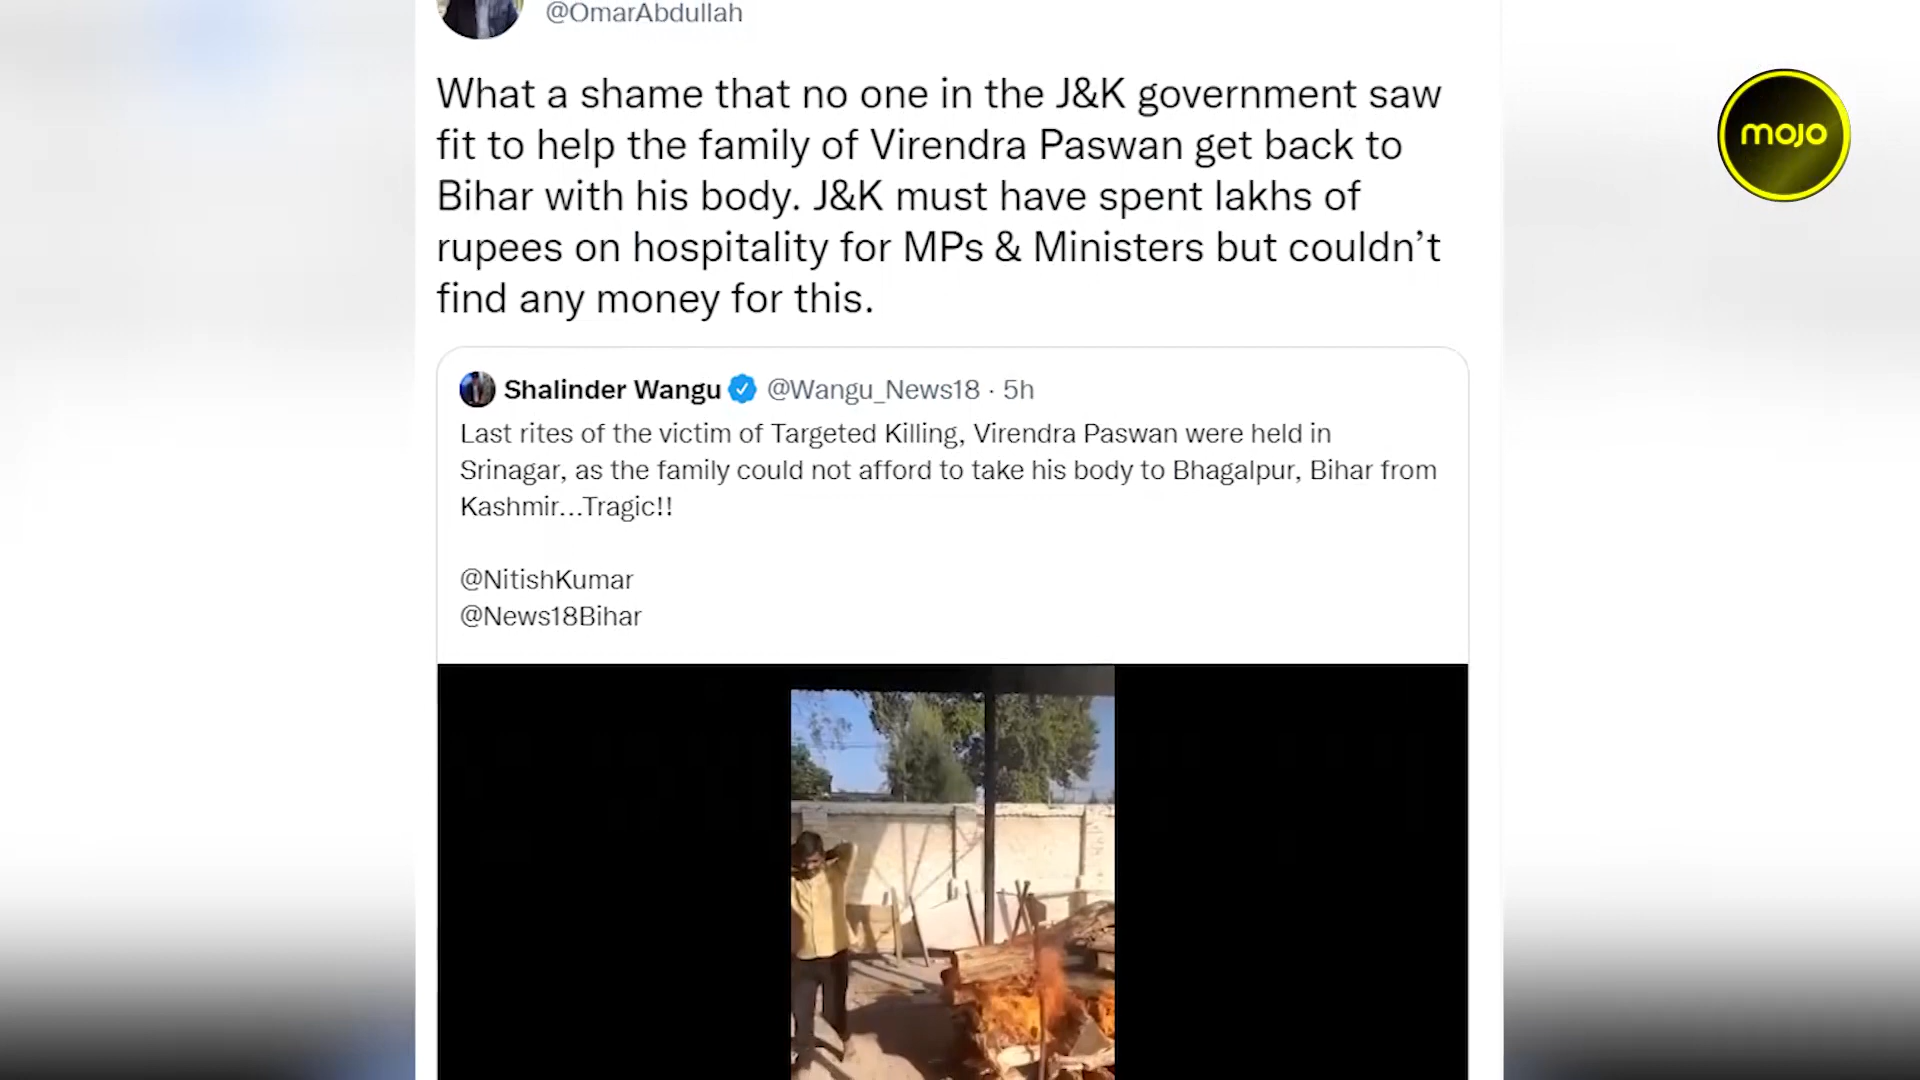 @OmarAbdullah
What a shame that no one in the J&K government saw
fit to help the family of Virendra Paswan get back to
Bihar with his body. J&K must have spent lakhs of
rupees on hospitality for MPs & Ministers but couldn’t
find any money for this.
Shalinder Wangu @Wangu_News18 · 5h
Last rites of the victim of Targeted Killing, Virendra Paswan were held in
Srinagar, as the family could not afford to take his body to Bhagalpur, Bihar from
Kashmir...Tragic!!
@NitishKumar
@News18Bihar
mojo